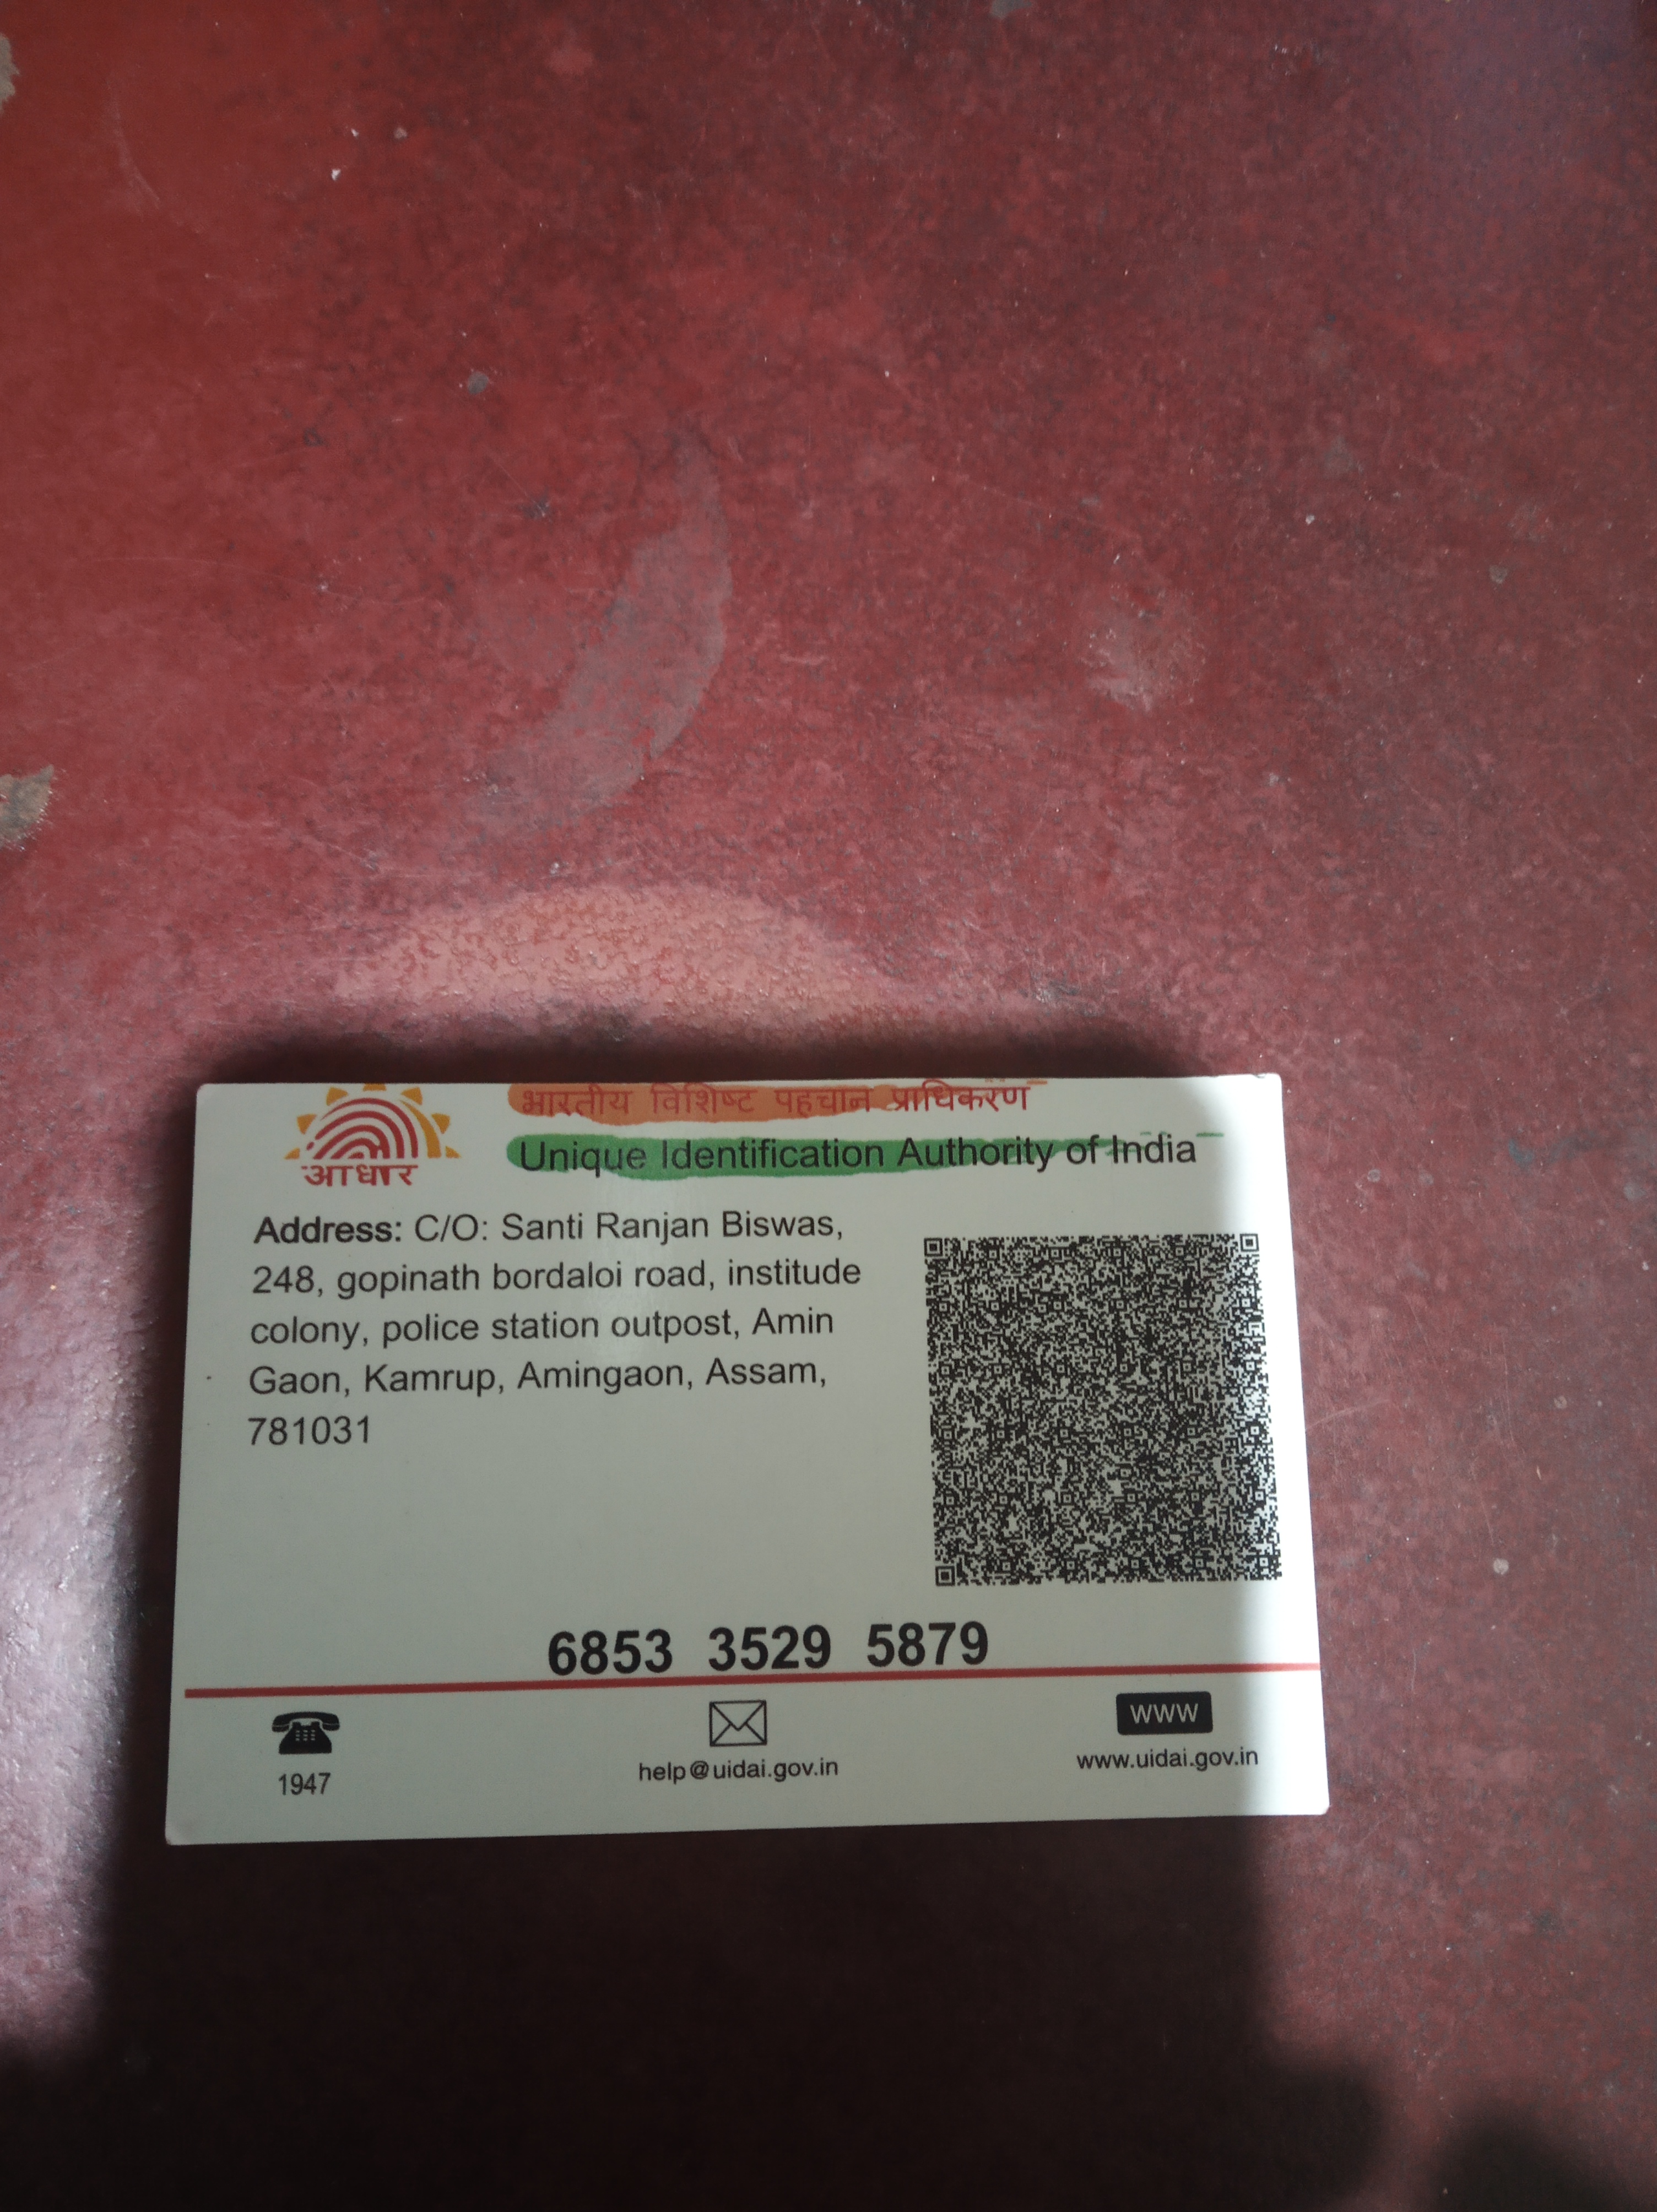 भारतीय विशिष्ट पहचान प्राधिकरण
Unique Identification Authority of India
आधार
Address: C/O: Santi Ranjan Biswas,
248, gopinath bordaloi road, institude
colony, police station outpost, Amin
Gaon, Kamrup, Amingaon, Assam,
781031
6853 3529 5879
WWW
1947
help@uidai.gov.in
www.uidai.gov.in